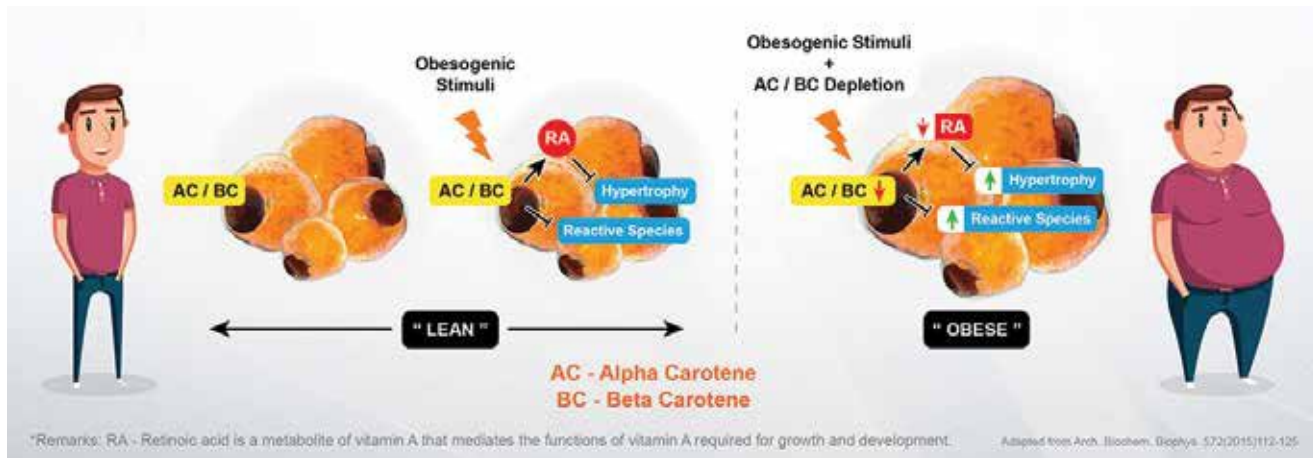 Obesogenic
Stimuli
AC / BC
AC / BC
RA
Hypertrophy
Reactive Species
" LEAN "
Obesogenic Stimuli
+
AC / BC Depletion
RA
AC / BC
Hypertrophy
Reactive Species
" OBESE "
AC - Alpha Carotene
BC - Beta Carotene
*Remarks: RA - Retinoic acid is a metabolite of vitamin A that mediates the functions of vitamin A required for growth and development.
Adapted from Arch. Biochem. Biophys. 572(2015)112-125